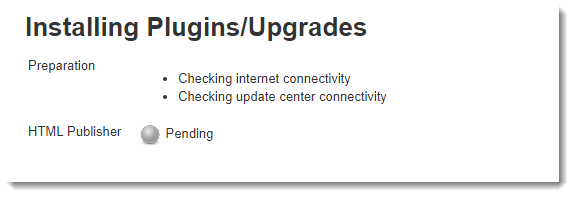 Installing Plugins/Upgrades
Preparation
Checking internet connectivity
Checking update center connectivity
HTML Publisher Pending